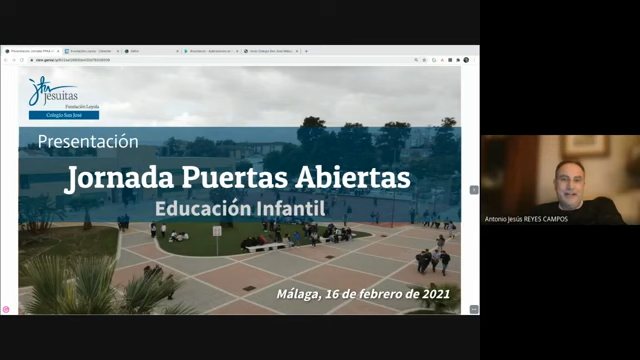 jesuitas
Fundación Loyola
Colegio San José
Presentación
Jornada Puertas Abiertas
Educación Infantil
Málaga, 16 de febrero de 2021
Antonio Jesús REYES CAMPOS